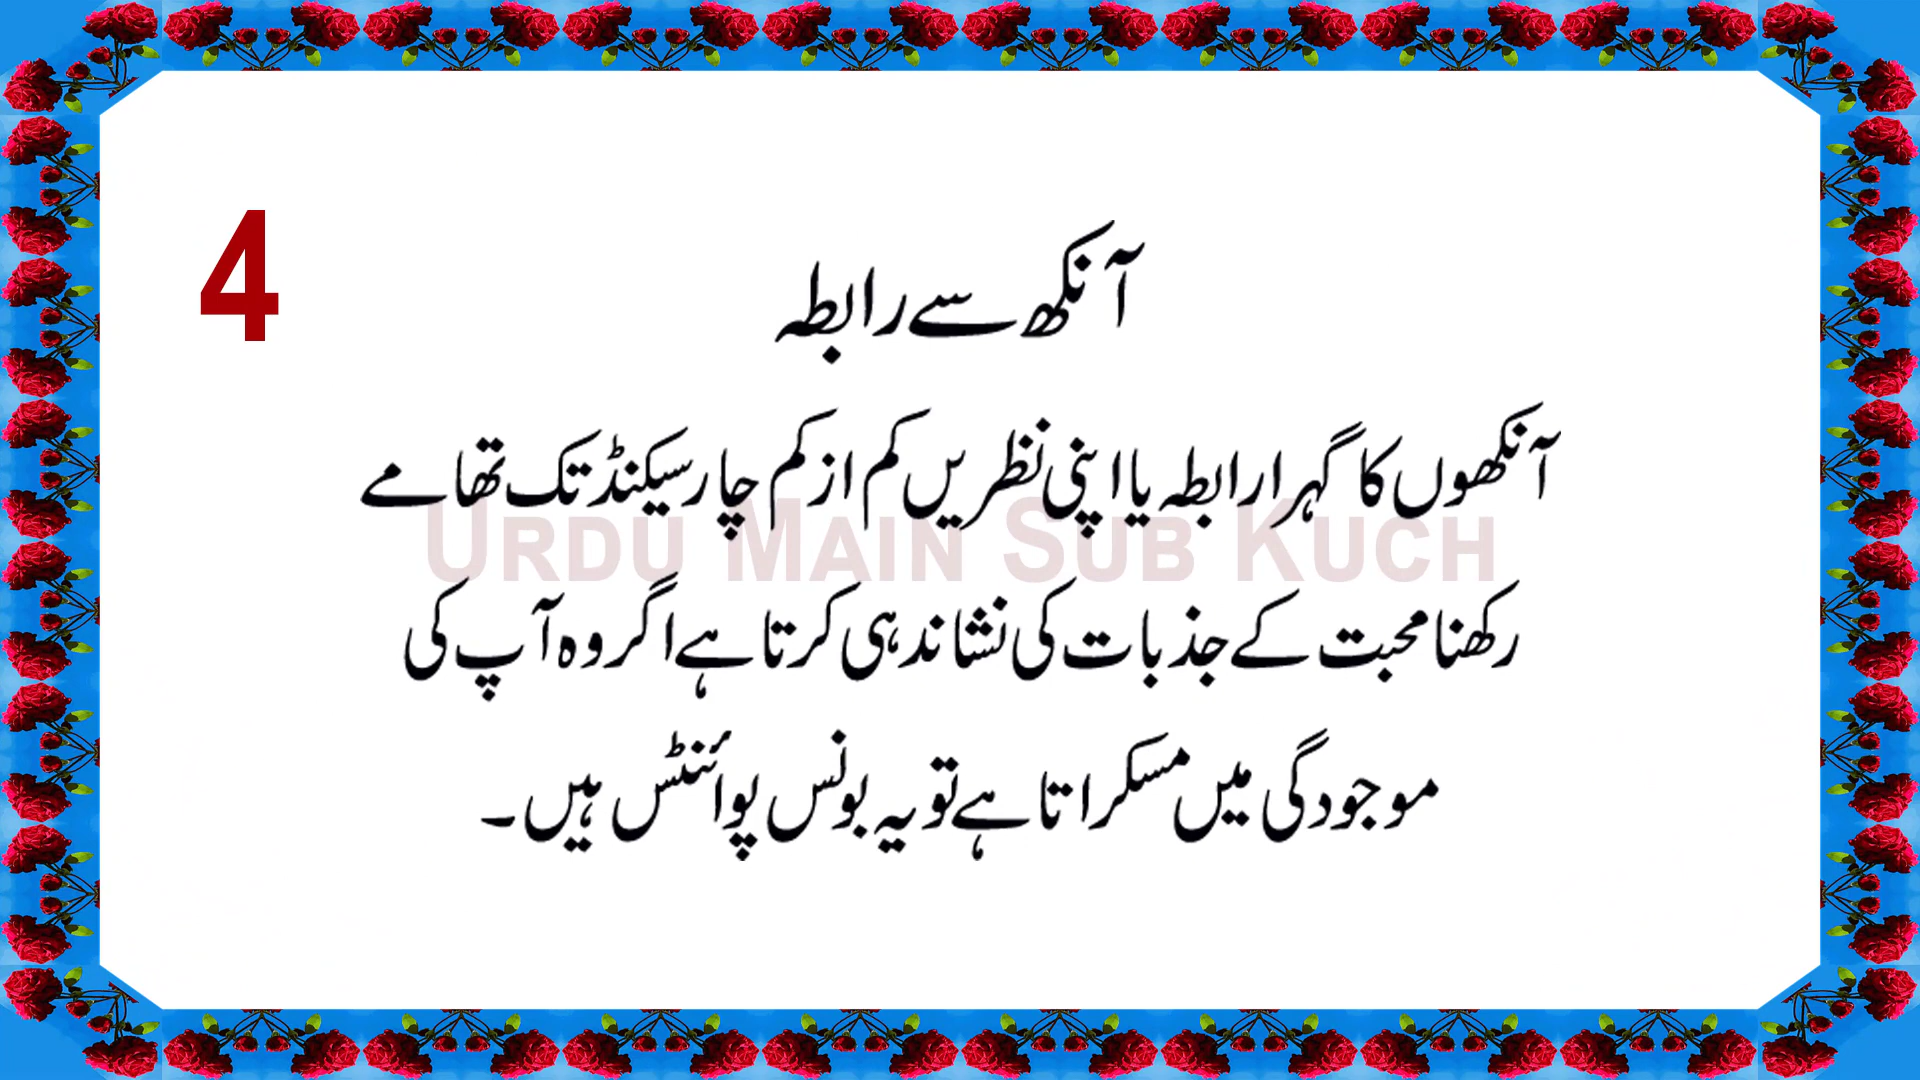 4
آنکھ سے رابطہ
آنکھوں کا گہرا رابطہ یا اپنی نظریں کم از کم چار سیکنڈ تک تھامے
رکھنا محبت کے جذبات کی نشاندہی کرتا ہے اگر وہ آپ کی
موجودگی میں مسکراتا ہے تو یہ بونس پوائنٹس ہیں۔
URDU MAIN SUB KUCH